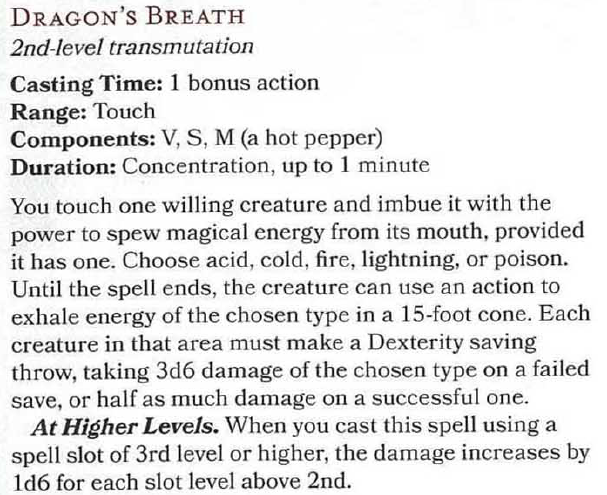 DRAGON'S BREATH
2nd-level transmutation
Casting Time: 1 bonus action
Range: Touch
Components: V, S, M (a hot pepper)
Duration: Concentration, up to 1 minute
You touch one willing creature and imbue it with the
power to spew magical energy from its mouth, provided
it has one. Choose acid, cold, fire, lightning, or poison.
Until the spell ends, the creature can use an action to
exhale energy of the chosen type in a 15-foot cone. Each
creature in that area must make a Dexterity saving
throw, taking 3d6 damage of the chosen type on a failed
save, or half as much damage on a successful one.
At Higher Levels. When you cast this spell using a
spell slot of 3rd level or higher, the damage increases by
1d6 for each slot level above 2nd.